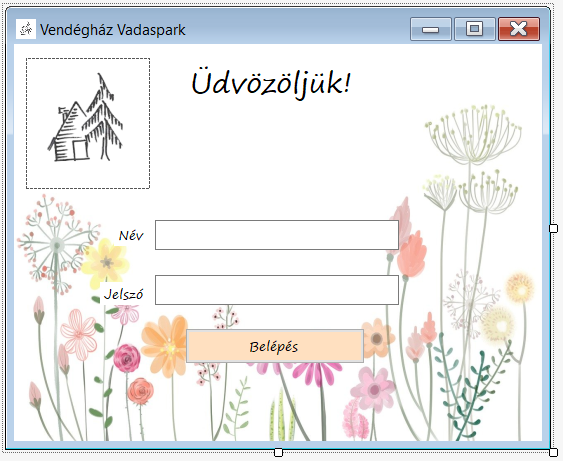 Vendégház Vadaspark
Üdvözöljük!
Név
Jelszó
Belépés